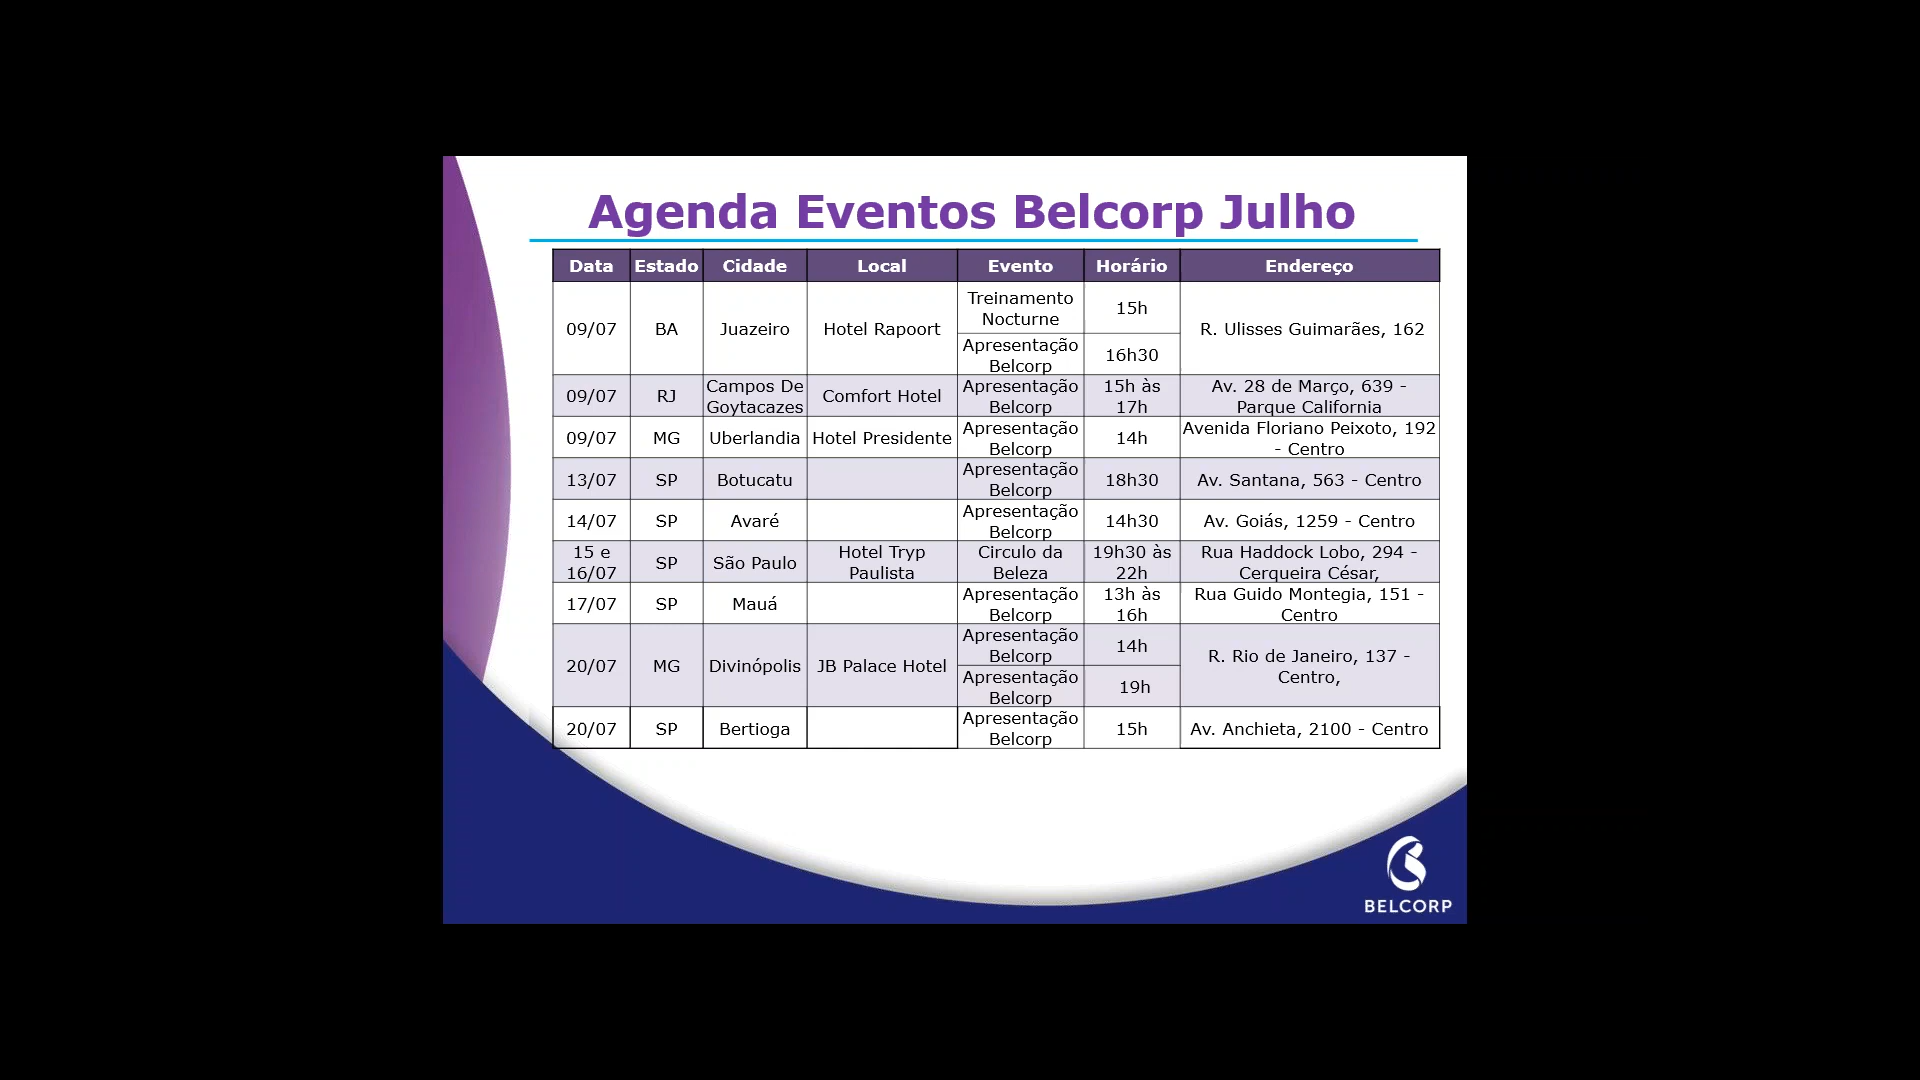 Agenda Eventos Belcorp Julho
Data Estado Cidade Local Evento Horário Endereço
09/07 BA Juazeiro Hotel Rapoort Treinamento Nocturne 15h R. Ulisses Guimarães, 162
Apresentação Belcorp 16h30
09/07 RJ Campos De Goytacazes Comfort Hotel Apresentação Belcorp 15h às 17h Av. 28 de Março, 639 - Parque California
09/07 MG Uberlandia Hotel Presidente Apresentação Belcorp 14h Avenida Floriano Peixoto, 192 - Centro
13/07 SP Botucatu Apresentação Belcorp 18h30 Av. Santana, 563 - Centro
14/07 SP Avaré Apresentação Belcorp 14h30 Av. Goiás, 1259 - Centro
15 e 16/07 SP São Paulo Hotel Tryp Paulista Circulo da Beleza 19h30 às 22h Rua Haddock Lobo, 294 - Cerqueira César,
17/07 SP Mauá Apresentação Belcorp 13h às 16h Rua Guido Montegia, 151 - Centro
20/07 MG Divinópolis JB Palace Hotel Apresentação Belcorp 14h R. Rio de Janeiro, 137 - Centro,
Apresentação Belcorp 19h
20/07 SP Bertioga Apresentação Belcorp 15h Av. Anchieta, 2100 - Centro
BELCORP